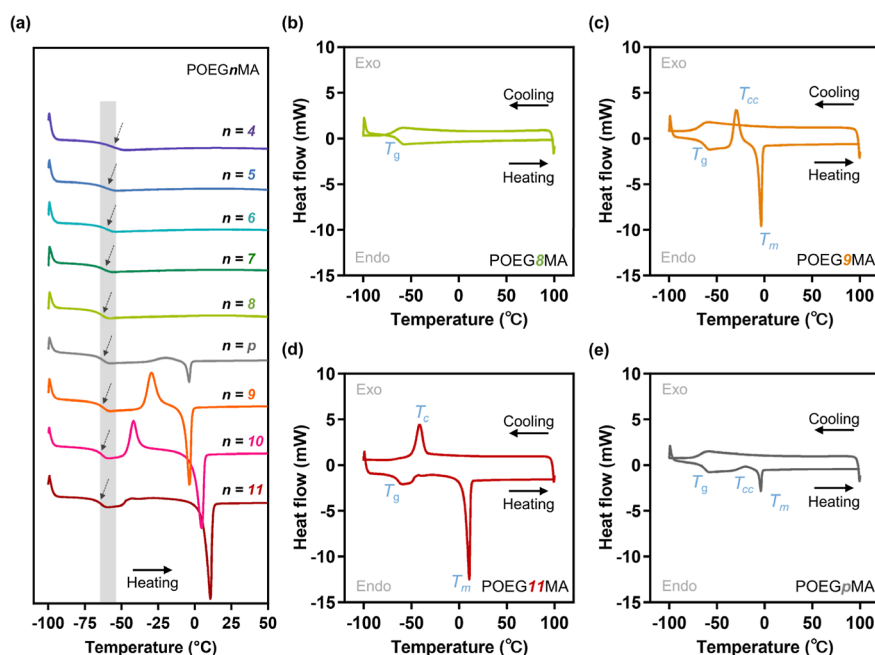 (a)
POEGnMA
n = 4
n = 5
n = 6
n = 7
n = 8
n = p
n = 9
n = 10
n = 11
Heating
-100 -75 -50 -25 0 25 50
Temperature (°C)
(b)
Heat flow (mW)
10
5
0
-5
-10
-15
Exo
Cooling
Tg
Heating
Endo
POEG8MA
-100 -50 0 50 100
Temperature (℃)
(c)
Heat flow (mW)
10
5
0
-5
-10
-15
Exo
Tcc
Cooling
Tg
Heating
Tm
Endo
POEG9MA
-100 -50 0 50 100
Temperature (℃)
(d)
Heat flow (mW)
10
5
0
-5
-10
-15
Exo
Tc
Cooling
Tg
Heating
Tm
Endo
POEG11MA
-100 -50 0 50 100
Temperature (℃)
(e)
Heat flow (mW)
10
5
0
-5
-10
-15
Exo
Cooling
Tg
Tcc
Tm
Heating
Endo
POEGpMA
-100 -50 0 50 100
Temperature (℃)